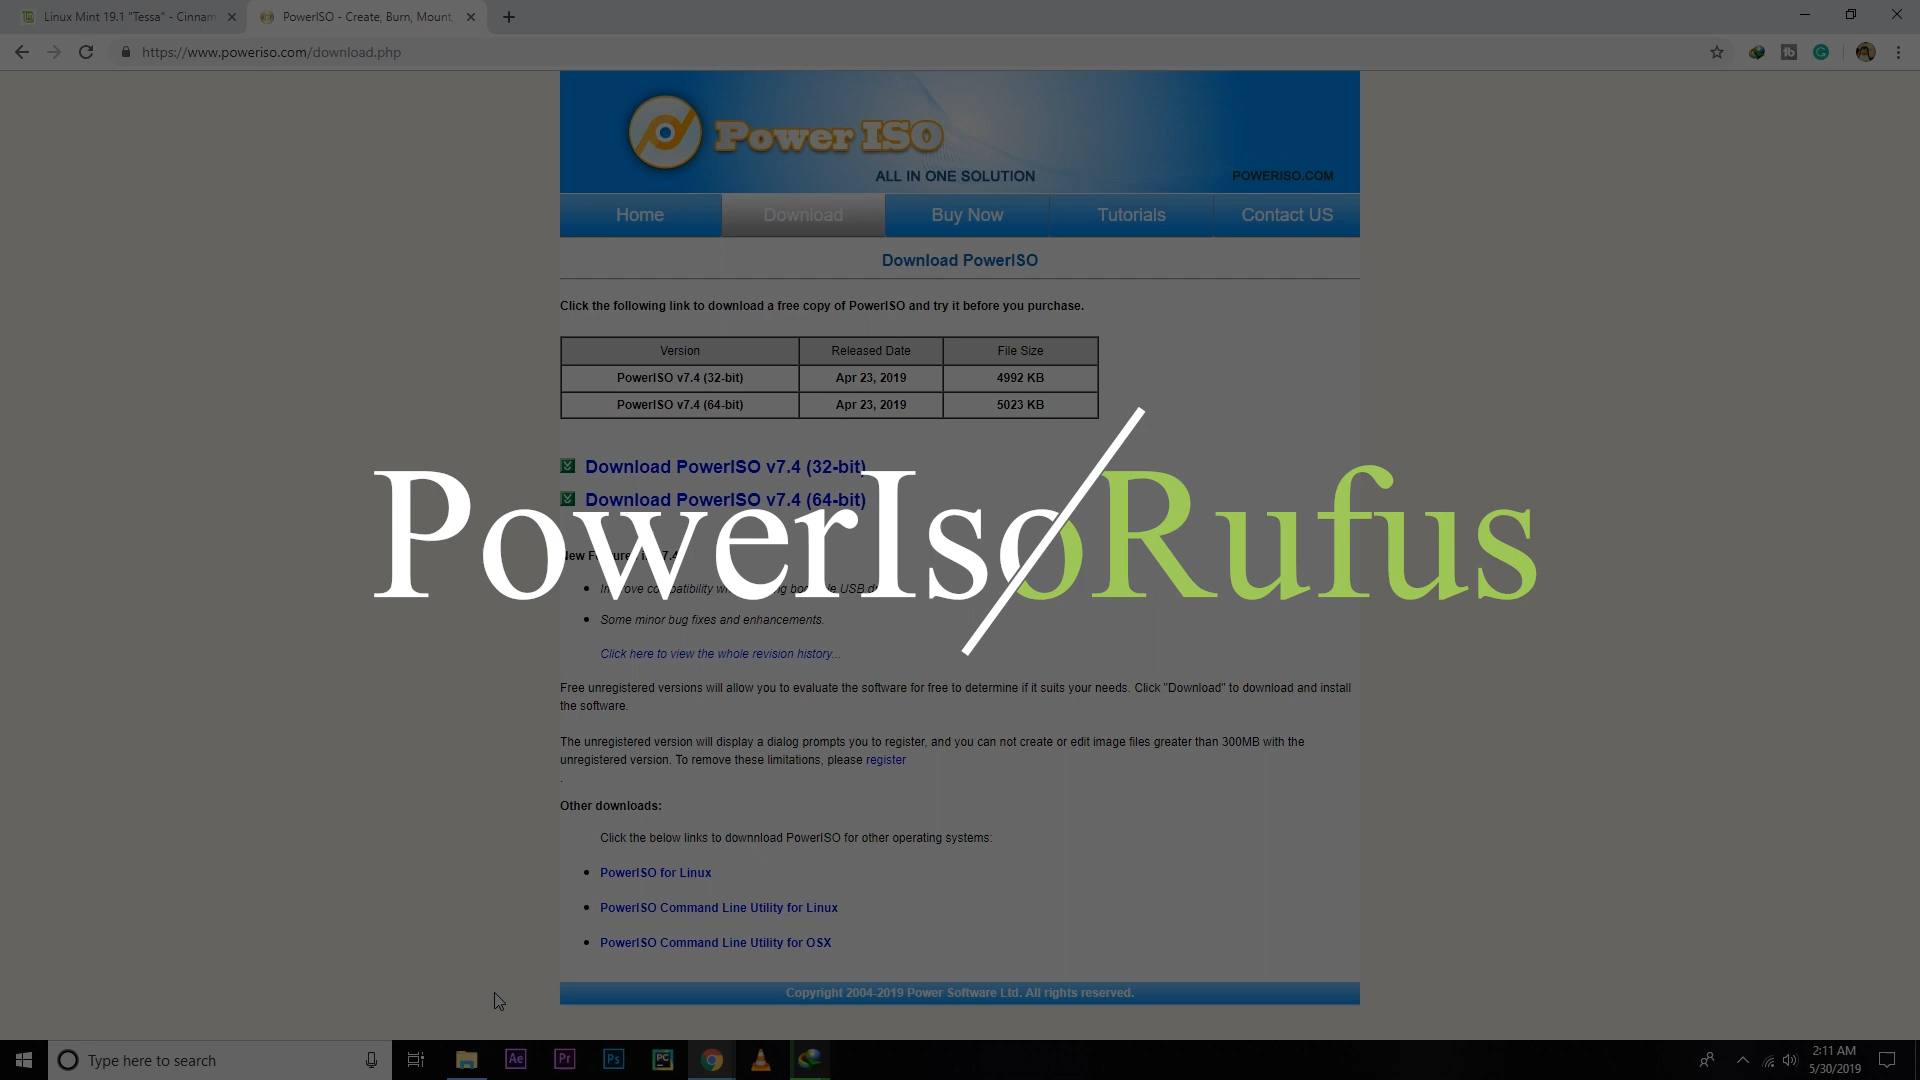 Linux Mint 19.1 "Tessa" - Cinnam
PowerISO - Create, Burn, Mount,
https://www.poweriso.com/download.php
Power ISO
ALL IN ONE SOLUTION
POWERISO.COM
Home
Download
Buy Now
Tutorials
Contact US
Download PowerISO
Click the following link to download a free copy of PowerISO and try it before you purchase.
Version Released Date File Size
PowerISO v7.4 (32-bit) Apr 23, 2019 4992 KB
PowerISO v7.4 (64-bit) Apr 23, 2019 5023 KB
Download PowerISO v7.4 (32-bit)
Download PowerISO v7.4 (64-bit)
PowerIso/Rufus
Some minor bug fixes and enhancements.
Click here to view the whole revision history...
Free unregistered versions will allow you to evaluate the software for free to determine if it suits your needs. Click "Download" to download and install
the software.
The unregistered version will display a dialog prompts you to register, and you can not create or edit image files greater than 300MB with the
unregistered version. To remove these limitations, please register
.
Other downloads:
Click the below links to downnload PowerISO for other operating systems:
PowerISO for Linux
PowerISO Command Line Utility for Linux
PowerISO Command Line Utility for OSX
Copyright 2004-2019 Power Software Ltd. All rights reserved.
Type here to search
Ae
Pr
Ps
PC
2:11 AM
5/30/2019